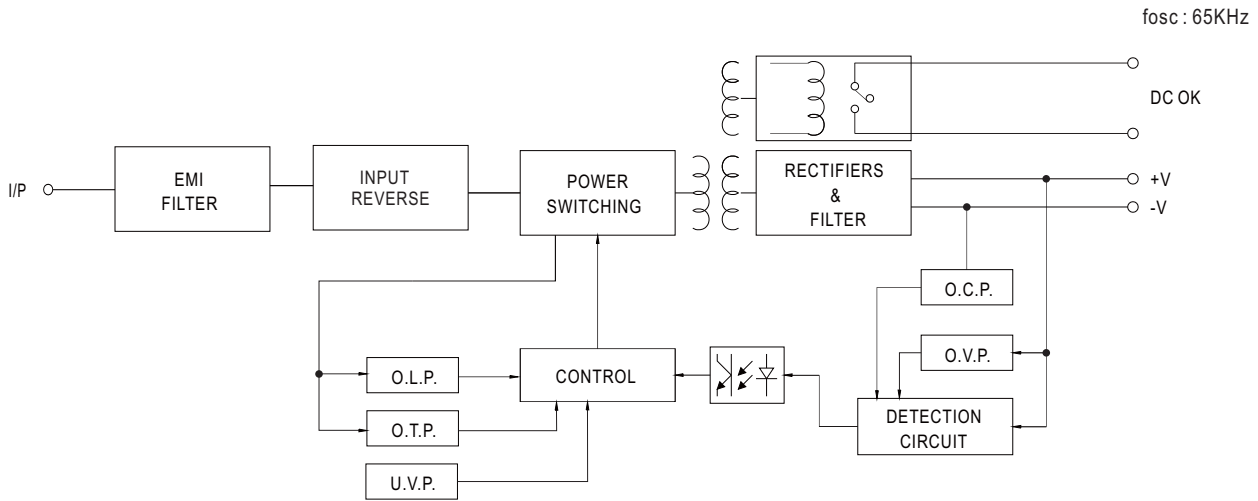 fosc : 65KHz
DC OK
I/P
EMI
FILTER
INPUT
REVERSE
POWER
SWITCHING
RECTIFIERS
&
FILTER
+V
-V
O.C.P.
O.V.P.
O.L.P.
CONTROL
DETECTION
CIRCUIT
O.T.P.
U.V.P.